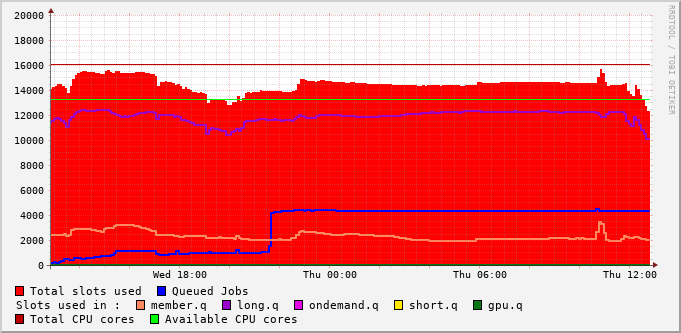 20000
18000
16000
14000
12000
10000
8000
6000
4000
2000
0
Wed 18:00 Thu 00:00 Thu 06:00 Thu 12:00
RRDTOOL / TOBI OETIKER
Total slots used Queued Jobs
Slots used in : member.q long.q ondemand.q short.q gpu.q
Total CPU cores Available CPU cores